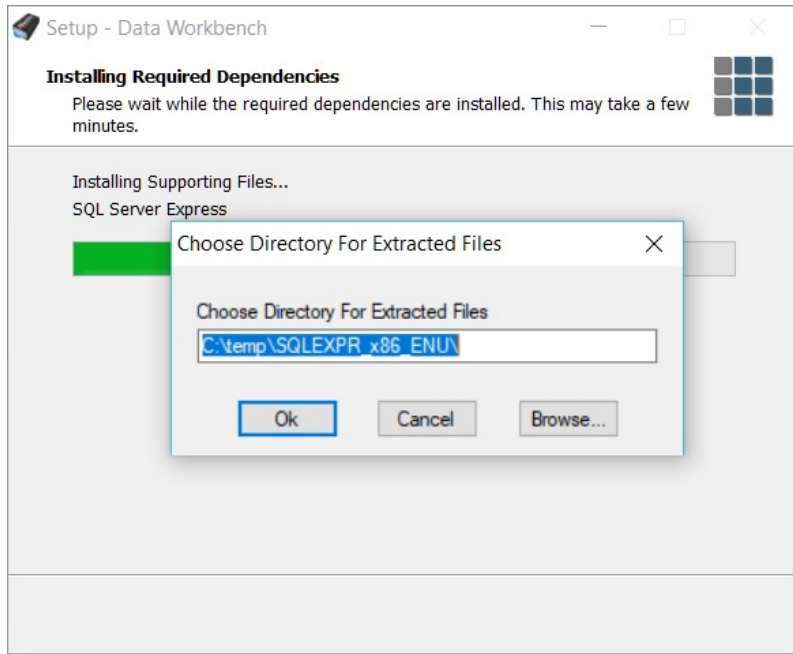 Setup - Data Workbench
Installing Required Dependencies
Please wait while the required dependencies are installed. This may take a few
minutes.
Installing Supporting Files...
SQL Server Express
Choose Directory For Extracted Files
Choose Directory For Extracted Files
C:\temp\SQLEXPR_x86_ENU\
Ok Cancel Browse...